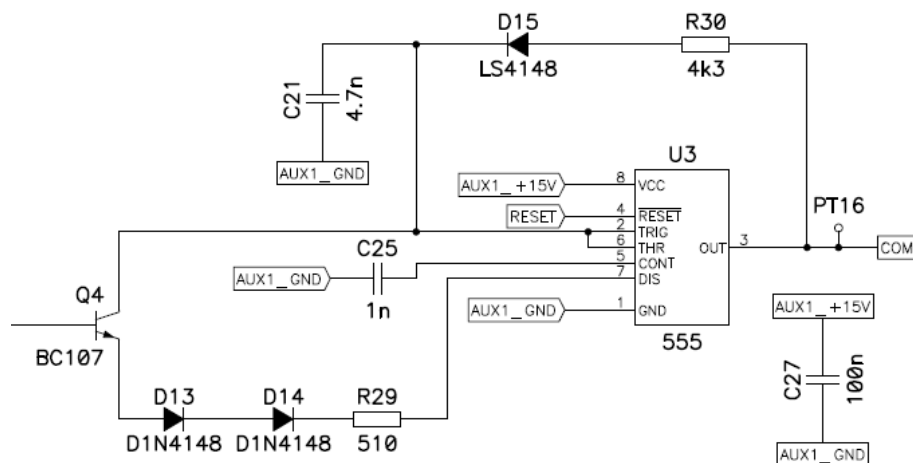 D15
LS4148
R30
4k3
C21
4.7n
AUX1_GND
U3
AUX1_+15V
8
VCC
RESET
4
RESET
2
TRIG
6
THR
C25
5
CONT
AUX1_GND
1n
7
DIS
OUT
3
PT16
COM
AUX1_GND
1
GND
555
Q4
BC107
D13
D1N4148
D14
D1N4148
R29
510
AUX1_+15V
C27
100n
AUX1_GND